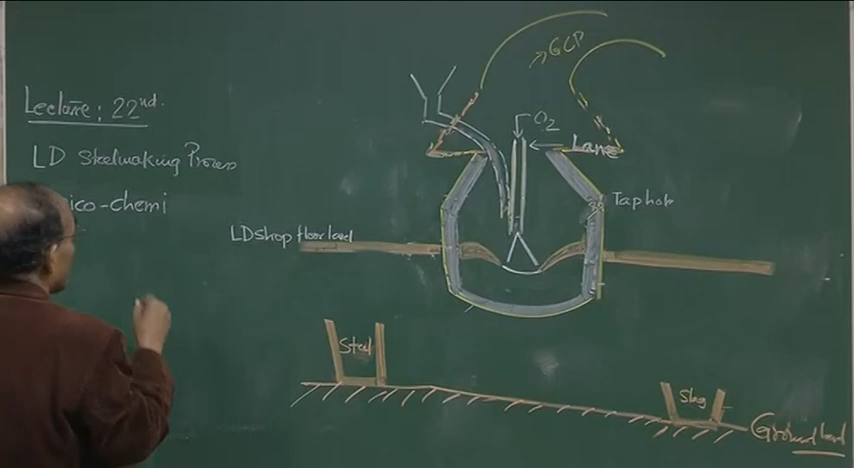 Lecture: 22nd.
LD Steelmaking Process
ico-chemi
GCP
O2
Lance
Tap hole
LD shop floor level
Steel
Slag
Ground level